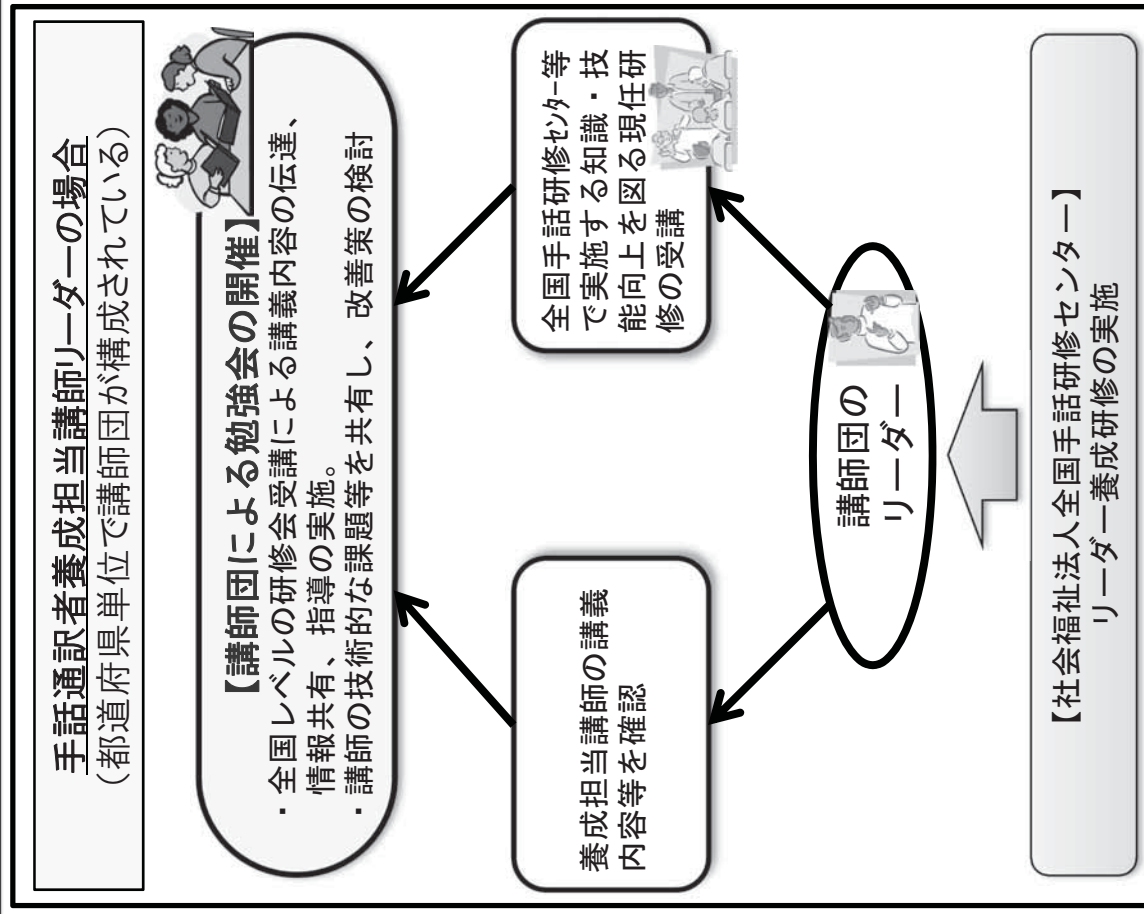 手話通訳者養成担当講師リーダーの場合
（都道府県単位で講師団が構成されている）
【講師団による勉強会の開催】
・全国レベルの研修会受講による講義内容の伝達、
情報共有、指導の実施。
・講師の技術的な課題等を共有し、改善策の検討
養成担当講師の講義
内容等を確認
全国手話研修ｾﾝﾀｰ等
で実施する知識・技
能向上を図る現任研
修の受講
講師団の
リーダー
【社会福祉法人全国手話研修センター】
リーダー養成研修の実施